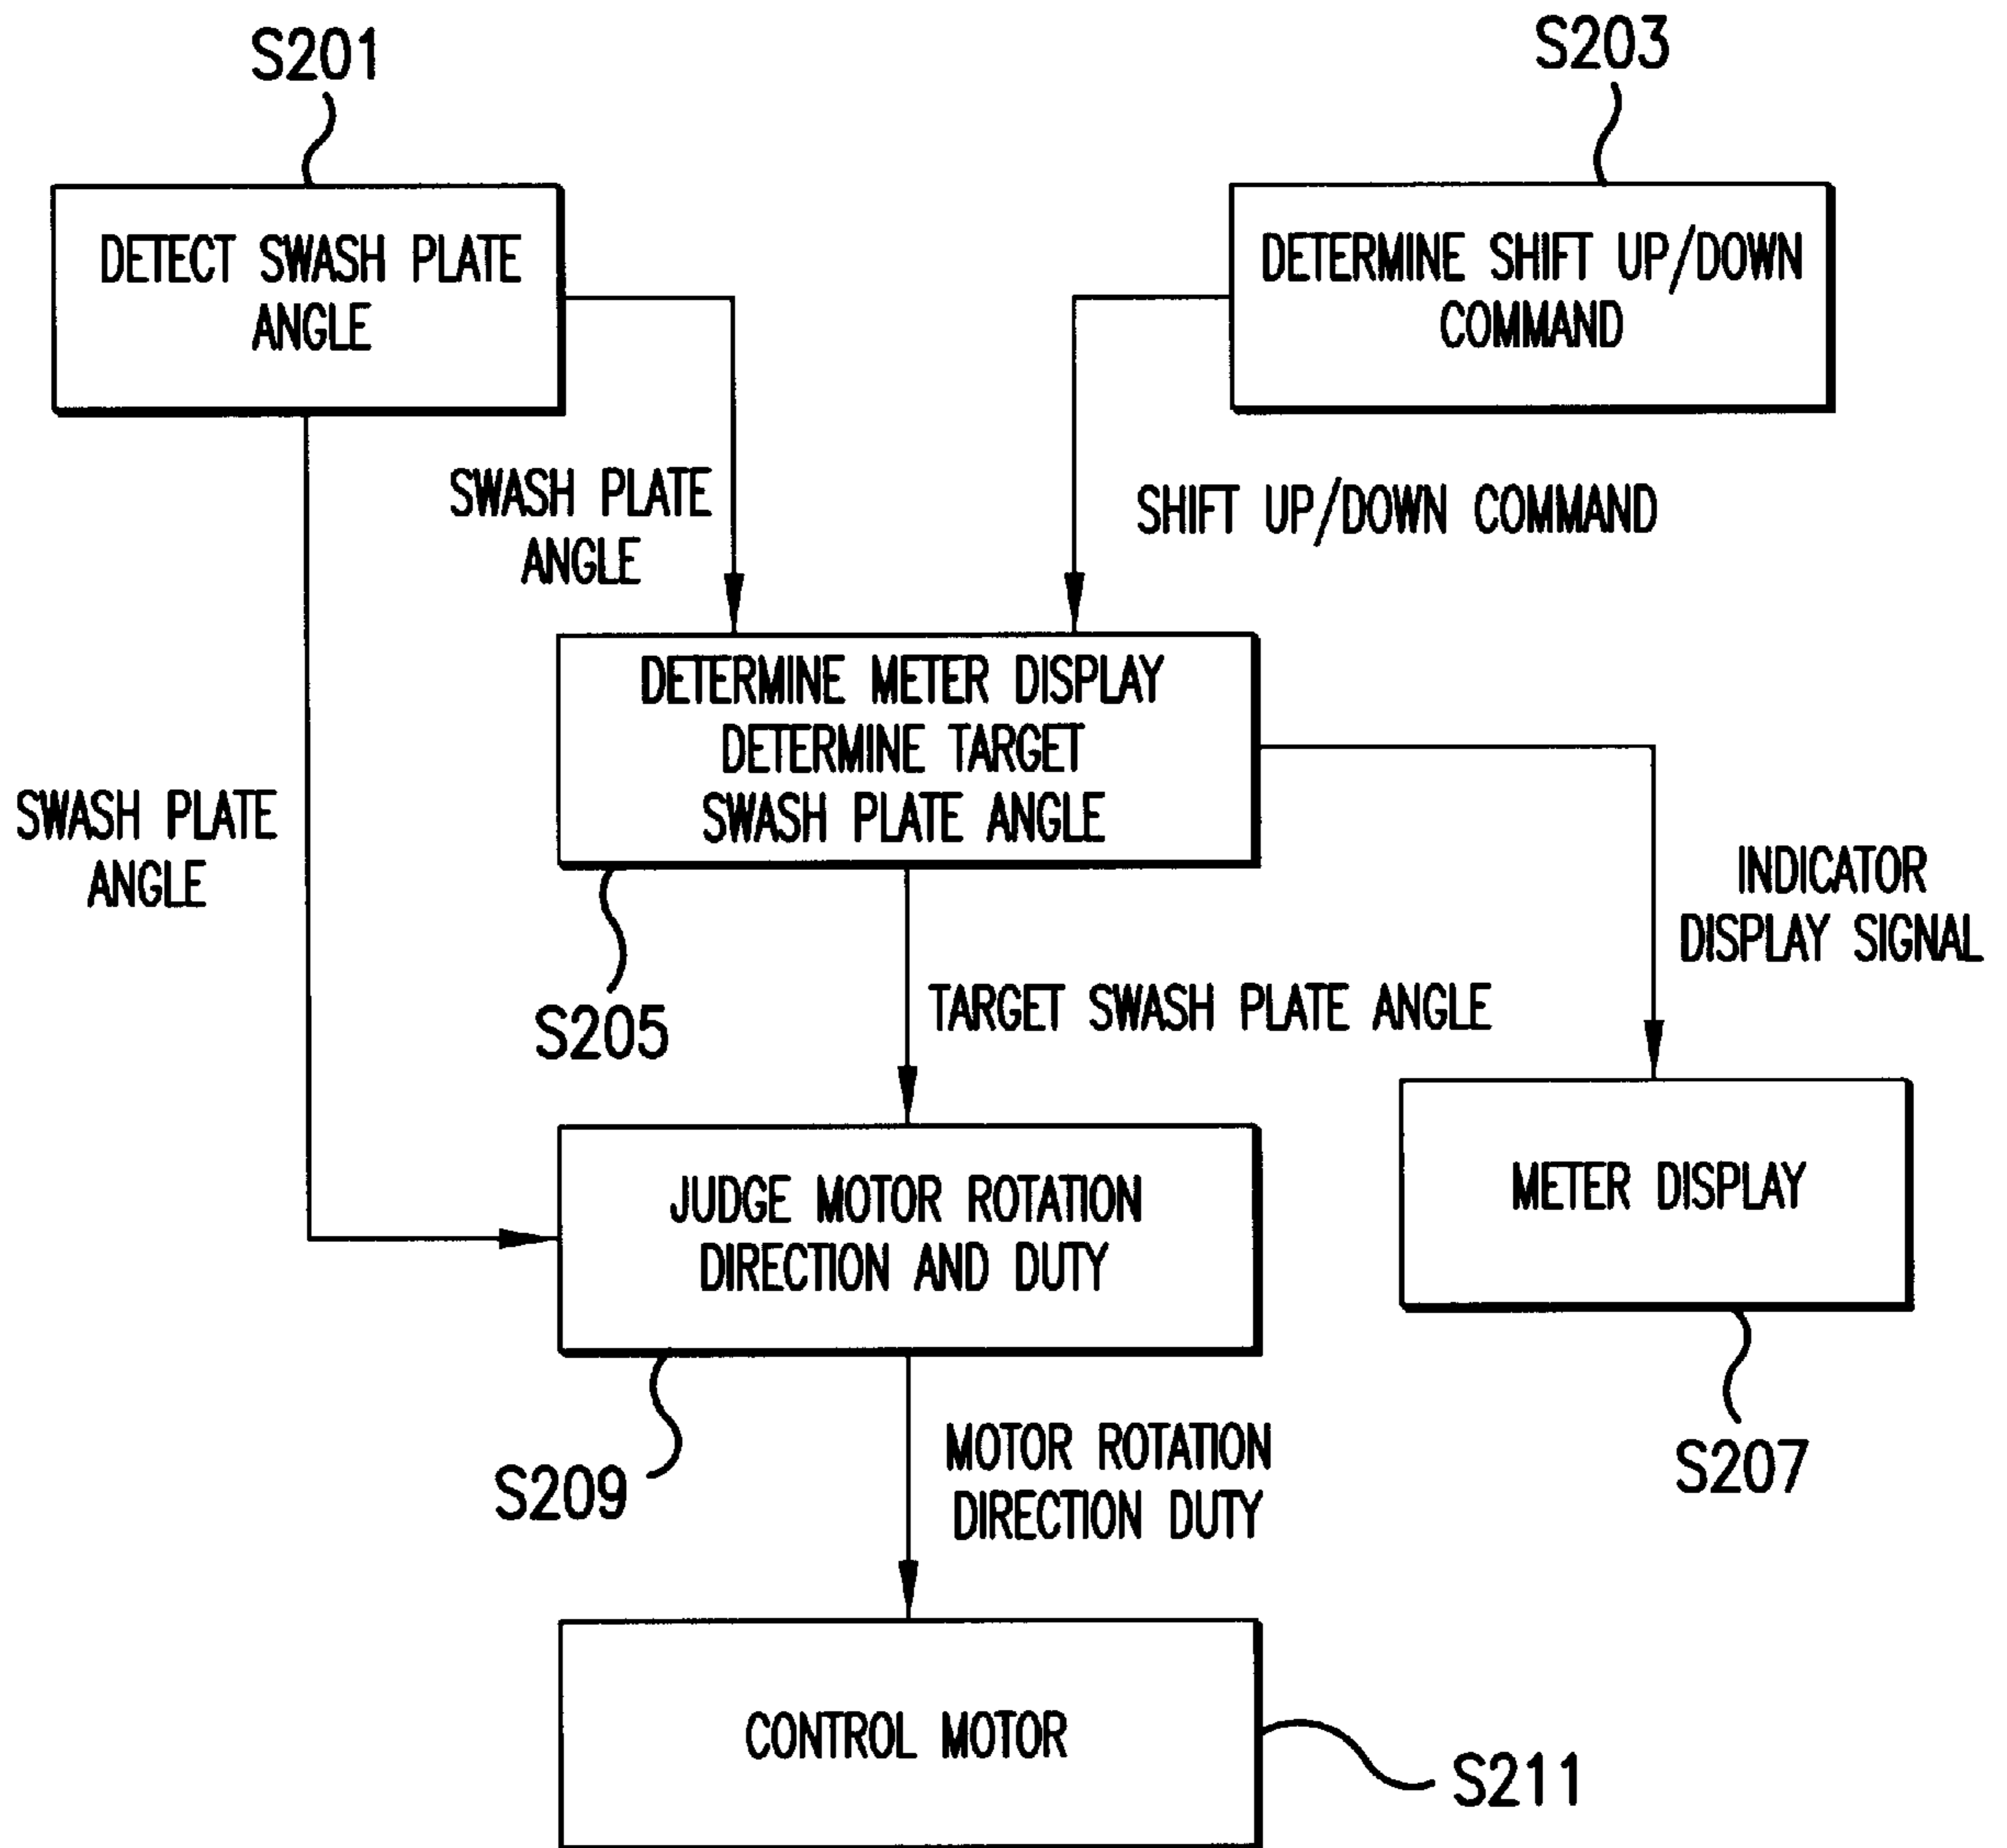 S201
S203
DETECT SWASH PLATE
ANGLE
DETERMINE SHIFT UP/DOWN
COMMAND
SWASH PLATE
ANGLE
SHIFT UP/DOWN COMMAND
DETERMINE METER DISPLAY
DETERMINE TARGET
SWASH PLATE ANGLE
SWASH PLATE
ANGLE
INDICATOR
DISPLAY SIGNAL
S205
TARGET SWASH PLATE ANGLE
JUDGE MOTOR ROTATION
DIRECTION AND DUTY
METER DISPLAY
S209
MOTOR ROTATION
DIRECTION DUTY
S207
CONTROL MOTOR
S211